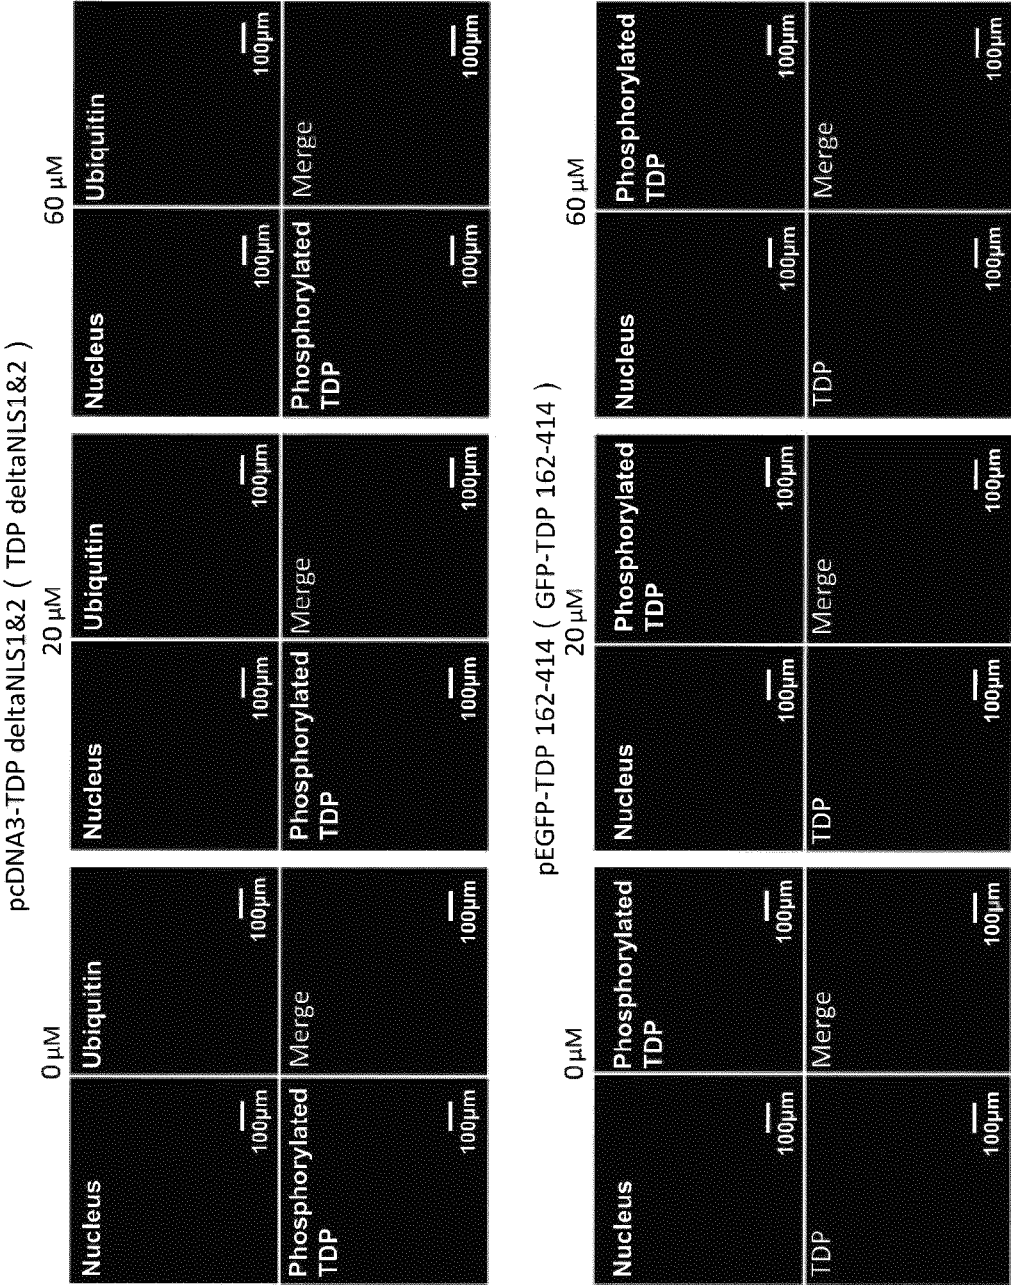 pcDNA3-TDP deltaNLS1&2 ( TDP deltaNLS1&2 )
0 μM
20 μM
60 μM
Nucleus
100μm
Ubiquitin
100μm
Nucleus
100μm
Ubiquitin
100μm
Nucleus
100μm
Ubiquitin
100μm
Phosphorylated
TDP
100μm
Merge
100μm
Phosphorylated
TDP
100μm
Merge
100μm
Phosphorylated
TDP
100μm
Merge
100μm
pEGFP-TDP 162-414 ( GFP-TDP 162-414 )
0 μM
20 μM
60 μM
Nucleus
100μm
Phosphorylated
TDP
100μm
Nucleus
100μm
Phosphorylated
TDP
100μm
Nucleus
100μm
Phosphorylated
TDP
100μm
TDP
100μm
Merge
100μm
TDP
100μm
Merge
100μm
TDP
100μm
Merge
100μm